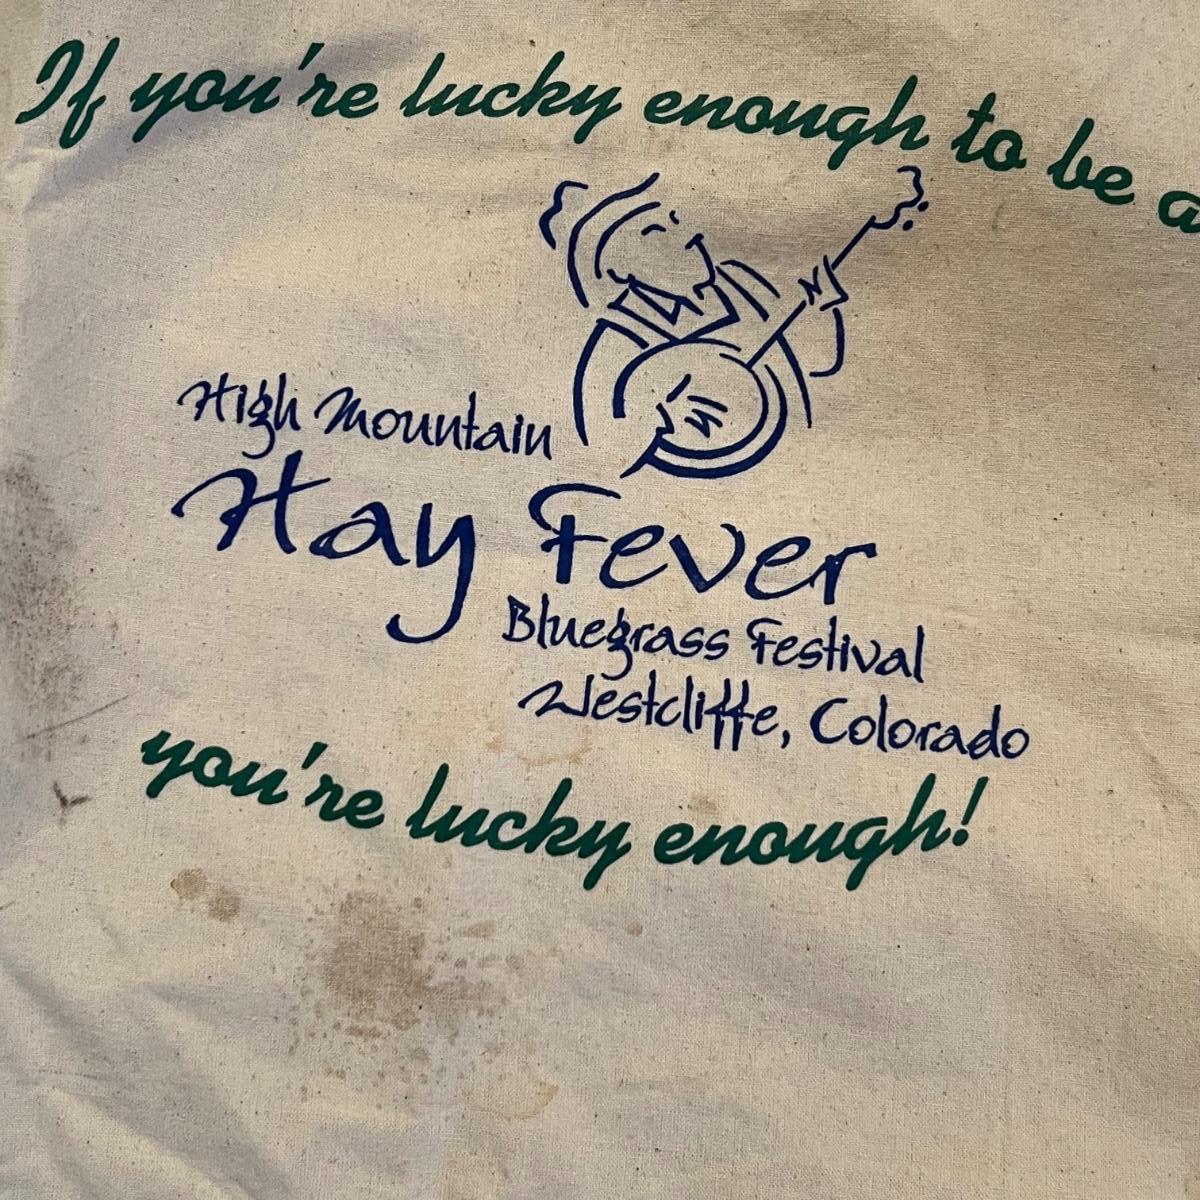 If you're lucky enough to be a
High Mountain
Hay Fever
Bluegrass Festival
Westcliffe, Colorado
you're lucky enough!